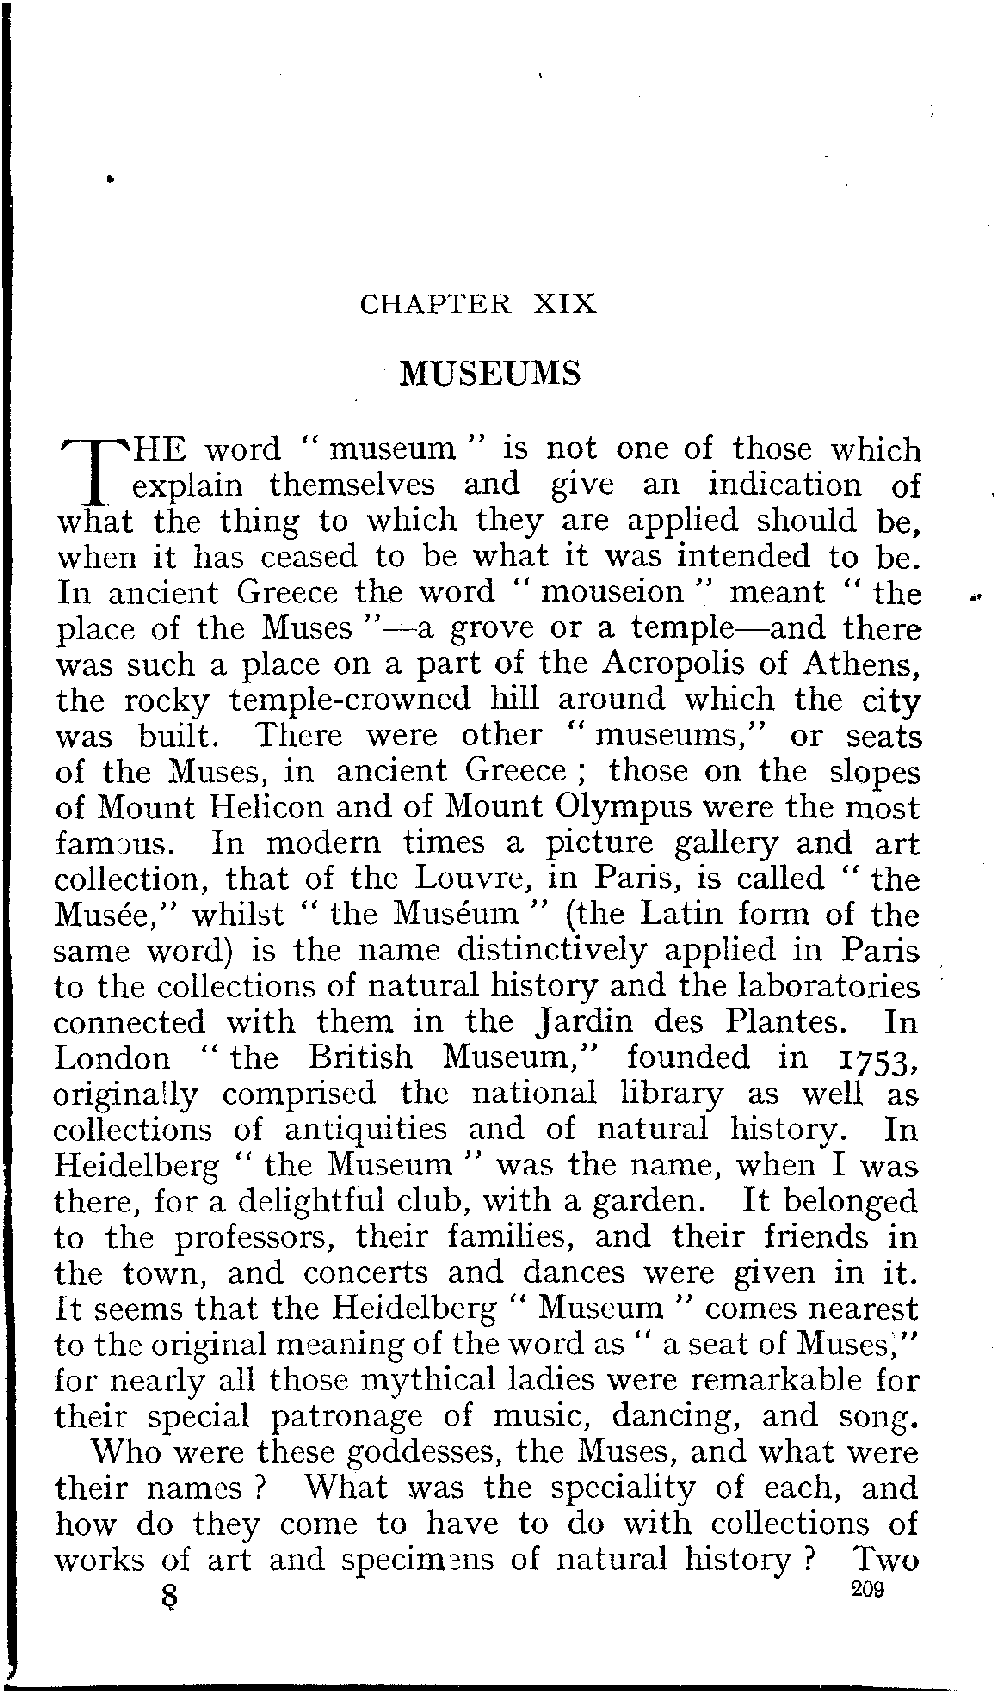 CHAPTER XIX
MUSEUMS
THE word " museum " is not one of those which
explain themselves and give an indication of
what the thing to which they are applied should be,
when it has ceased to be what it was intended to be.
In ancient Greece the word " mouseion " meant " the
place of the Muses "—a grove or a temple—and there
was such a place on a part of the Acropolis of Athens,
the rocky temple-crowned hill around which the city
was built. There were other " museums," or seats
of the Muses, in ancient Greece ; those on the slopes
of Mount Helicon and of Mount Olympus were the most
famous. In modern times a picture gallery and art
collection, that of the Louvre, in Paris, is called " the
Musée," whilst " the Muséum " (the Latin form of the
same word) is the name distinctively applied in Paris
to the collections of natural history and the laboratories
connected with them in the Jardin des Plantes. In
London " the British Museum," founded in 1753,
originally comprised the national library as well as
collections of antiquities and of natural history. In
Heidelberg " the Museum " was the name, when I was
there, for a delightful club, with a garden. It belonged
to the professors, their families, and their friends in
the town, and concerts and dances were given in it.
It seems that the Heidelberg " Museum " comes nearest
to the original meaning of the word as " a seat of Muses,"
for nearly all those mythical ladies were remarkable for
their special patronage of music, dancing, and song.
Who were these goddesses, the Muses, and what were
their names ? What was the speciality of each, and
how do they come to have to do with collections of
works of art and specimens of natural history ? Two
8 209